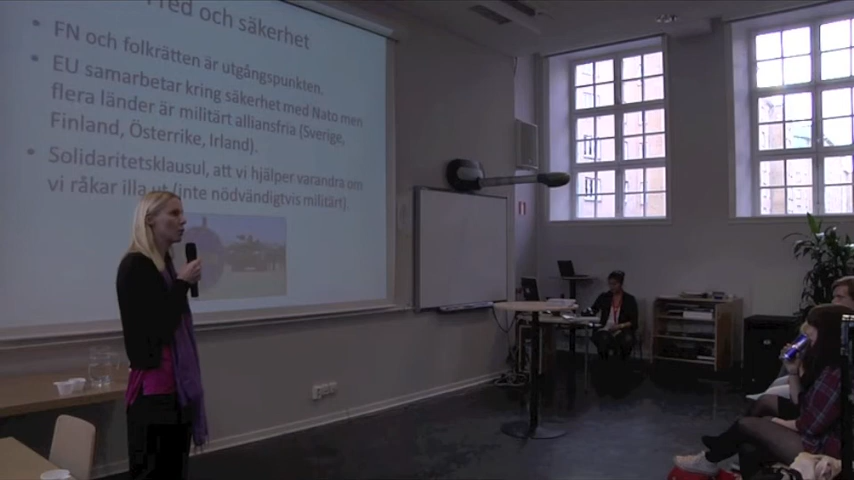 red och säkerhet
• FN och folkrätten är utgångspunkten.
• EU samarbetar kring säkerhet med Nato men
flera länder är militärt alliansfria (Sverige,
Finland, Österrike, Irland).
• Solidaritetsklausul, att vi hjälper varandra om
vi råkar illa ut (inte nödvändigtvis militärt).